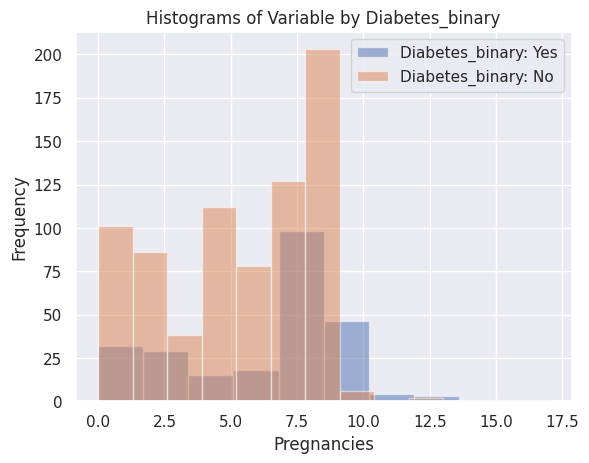 Histograms of Variable by Diabetes_binary
Diabetes_binary: Yes
Diabetes_binary: No
200
175
150
125
100
75
50
25
0
Frequency
0.0 2.5 5.0 7.5 10.0 12.5 15.0 17.5
Pregnancies